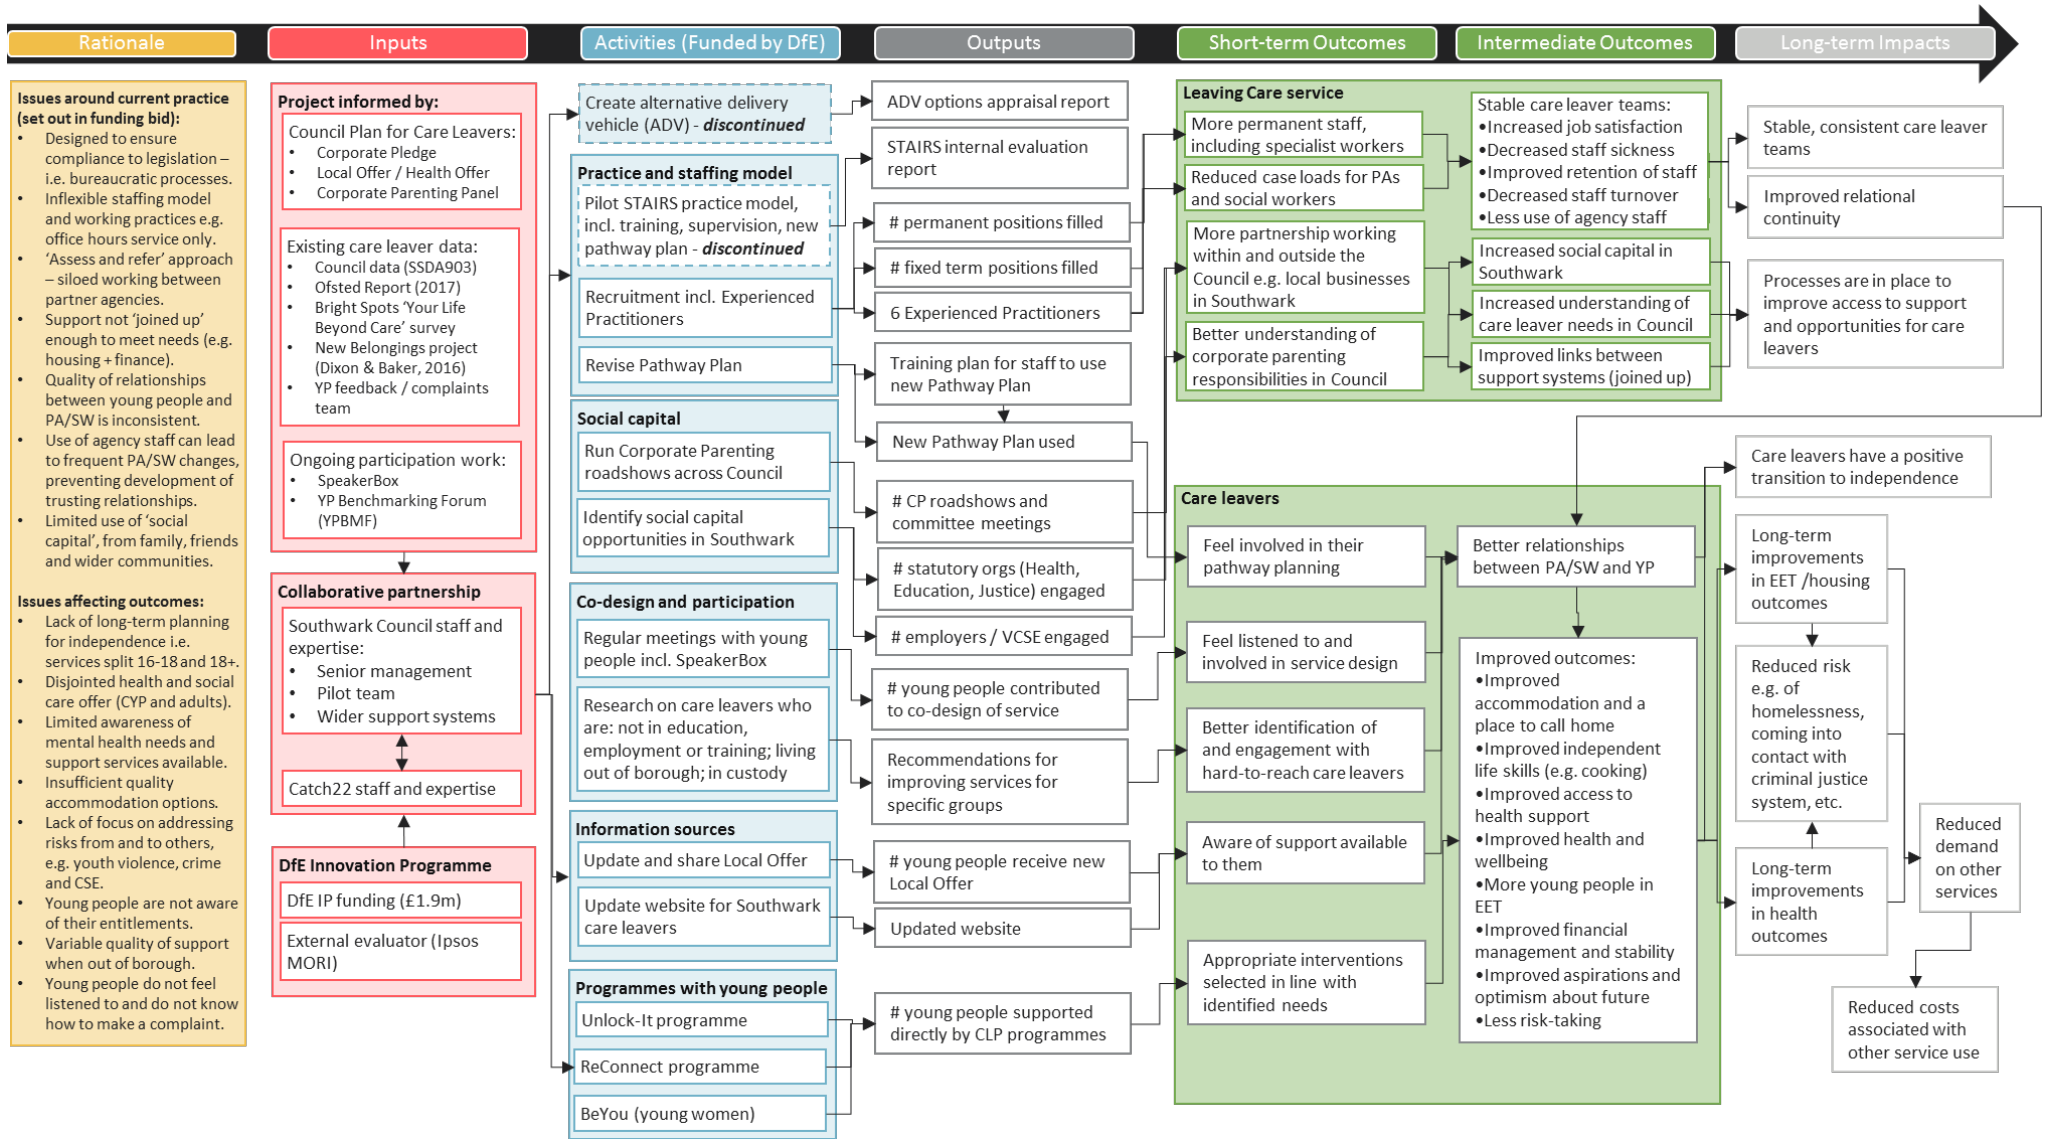 Rationale
Inputs
Activities (Funded by DfE)
Outputs
Short-term Outcomes
Intermediate Outcomes
Long-term Impacts
Issues around current practice
(set out in funding bid):
• Designed to ensure
compliance to legislation –
i.e. bureaucratic processes.
• Inflexible staffing model
and working practices e.g.
office hours service only.
• ‘Assess and refer’ approach
– siloed working between
partner agencies.
• Support not ‘joined up’
enough to meet needs (e.g.
housing + finance).
• Quality of relationships
between young people and
PA/SW is inconsistent.
• Use of agency staff can lead
to frequent PA/SW changes,
preventing development of
trusting relationships.
• Limited use of ‘social
capital’, from family, friends
and wider communities.
Issues affecting outcomes:
• Lack of long-term planning
for independence i.e.
services split 16-18 and 18+.
• Disjointed health and social
care offer (CYP and adults).
• Limited awareness of
mental health needs and
support services available.
• Insufficient quality
accommodation options.
• Lack of focus on addressing
risks from and to others,
e.g. youth violence, crime
and CSE.
• Young people are not aware
of their entitlements.
• Variable quality of support
when out of borough.
• Young people do not feel
listened to and do not know
how to make a complaint.
Project informed by:
Council Plan for Care Leavers:
• Corporate Pledge
• Local Offer / Health Offer
• Corporate Parenting Panel
Existing care leaver data:
• Council data (SSDA903)
• Ofsted Report (2017)
• Bright Spots ‘Your Life
Beyond Care’ survey
• New Belongings project
(Dixon & Baker, 2016)
• YP feedback / complaints
team
Ongoing participation work:
• SpeakerBox
• YP Benchmarking Forum
(YPBMF)
Collaborative partnership
Southwark Council staff and
expertise:
• Senior management
• Pilot team
• Wider support systems
Catch22 staff and expertise
DfE Innovation Programme
DfE IP funding (£1.9m)
External evaluator (Ipsos
MORI)
Create alternative delivery
vehicle (ADV) - discontinued
Practice and staffing model
Pilot STAIRS practice model,
incl. training, supervision, new
pathway plan - discontinued
Recruitment incl. Experienced
Practitioners
Revise Pathway Plan
Social capital
Run Corporate Parenting
roadshows across Council
Identify social capital
opportunities in Southwark
Co-design and participation
Regular meetings with young
people incl. SpeakerBox
Research on care leavers who
are: not in education,
employment or training; living
out of borough; in custody
Information sources
Update and share Local Offer
Update website for Southwark
care leavers
Programmes with young people
Unlock-It programme
ReConnect programme
BeYou (young women)
ADV options appraisal report
STAIRS internal evaluation
report
# permanent positions filled
# fixed term positions filled
6 Experienced Practitioners
Training plan for staff to use
new Pathway Plan
New Pathway Plan used
# CP roadshows and
committee meetings
# statutory orgs (Health,
Education, Justice) engaged
# employers / VCSE engaged
# young people contributed
to co-design of service
Recommendations for
improving services for
specific groups
# young people receive new
Local Offer
Updated website
# young people supported
directly by CLP programmes
Leaving Care service
More permanent staff,
including specialist workers
Reduced case loads for PAs
and social workers
More partnership working
within and outside the
Council e.g. local businesses
in Southwark
Better understanding of
corporate parenting
responsibilities in Council
Stable care leaver teams:
•Increased job satisfaction
•Decreased staff sickness
•Improved retention of staff
•Decreased staff turnover
•Less use of agency staff
Increased social capital in
Southwark
Increased understanding of
care leaver needs in Council
Improved links between
support systems (joined up)
Care leavers
Feel involved in their
pathway planning
Feel listened to and
involved in service design
Better identification of
and engagement with
hard-to-reach care leavers
Aware of support available
to them
Appropriate interventions
selected in line with
identified needs
Better relationships
between PA/SW and YP
Improved outcomes:
•Improved
accommodation and a
place to call home
•Improved independent
life skills (e.g. cooking)
•Improved access to
health support
•Improved health and
wellbeing
•More young people in
EET
•Improved financial
management and stability
•Improved aspirations and
optimism about future
•Less risk-taking
Stable, consistent care leaver
teams
Improved relational
continuity
Processes are in place to
improve access to support
and opportunities for care
leavers
Care leavers have a positive
transition to independence
Long-term
improvements
in EET /housing
outcomes
Reduced risk
e.g. of
homelessness,
coming into
contact with
criminal justice
system, etc.
Long-term
improvements
in health
outcomes
Reduced
demand
on other
services
Reduced costs
associated with
other service use